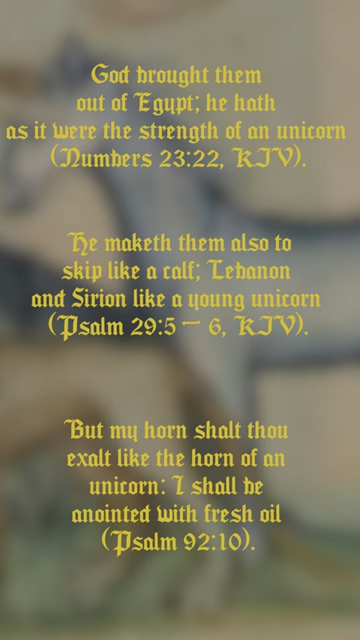 God brought them
out of Egypt; he hath
as it were the strength of an unicorn
(Numbers 23:22, KJV).
He maketh them also to
skip like a calf; Lebanon
and Sirion like a young unicorn
(Psalm 29:5 – 6, KJV).
But my horn shalt thou
exalt like the horn of an
unicorn: I shall be
anointed with fresh oil
(Psalm 92:10).